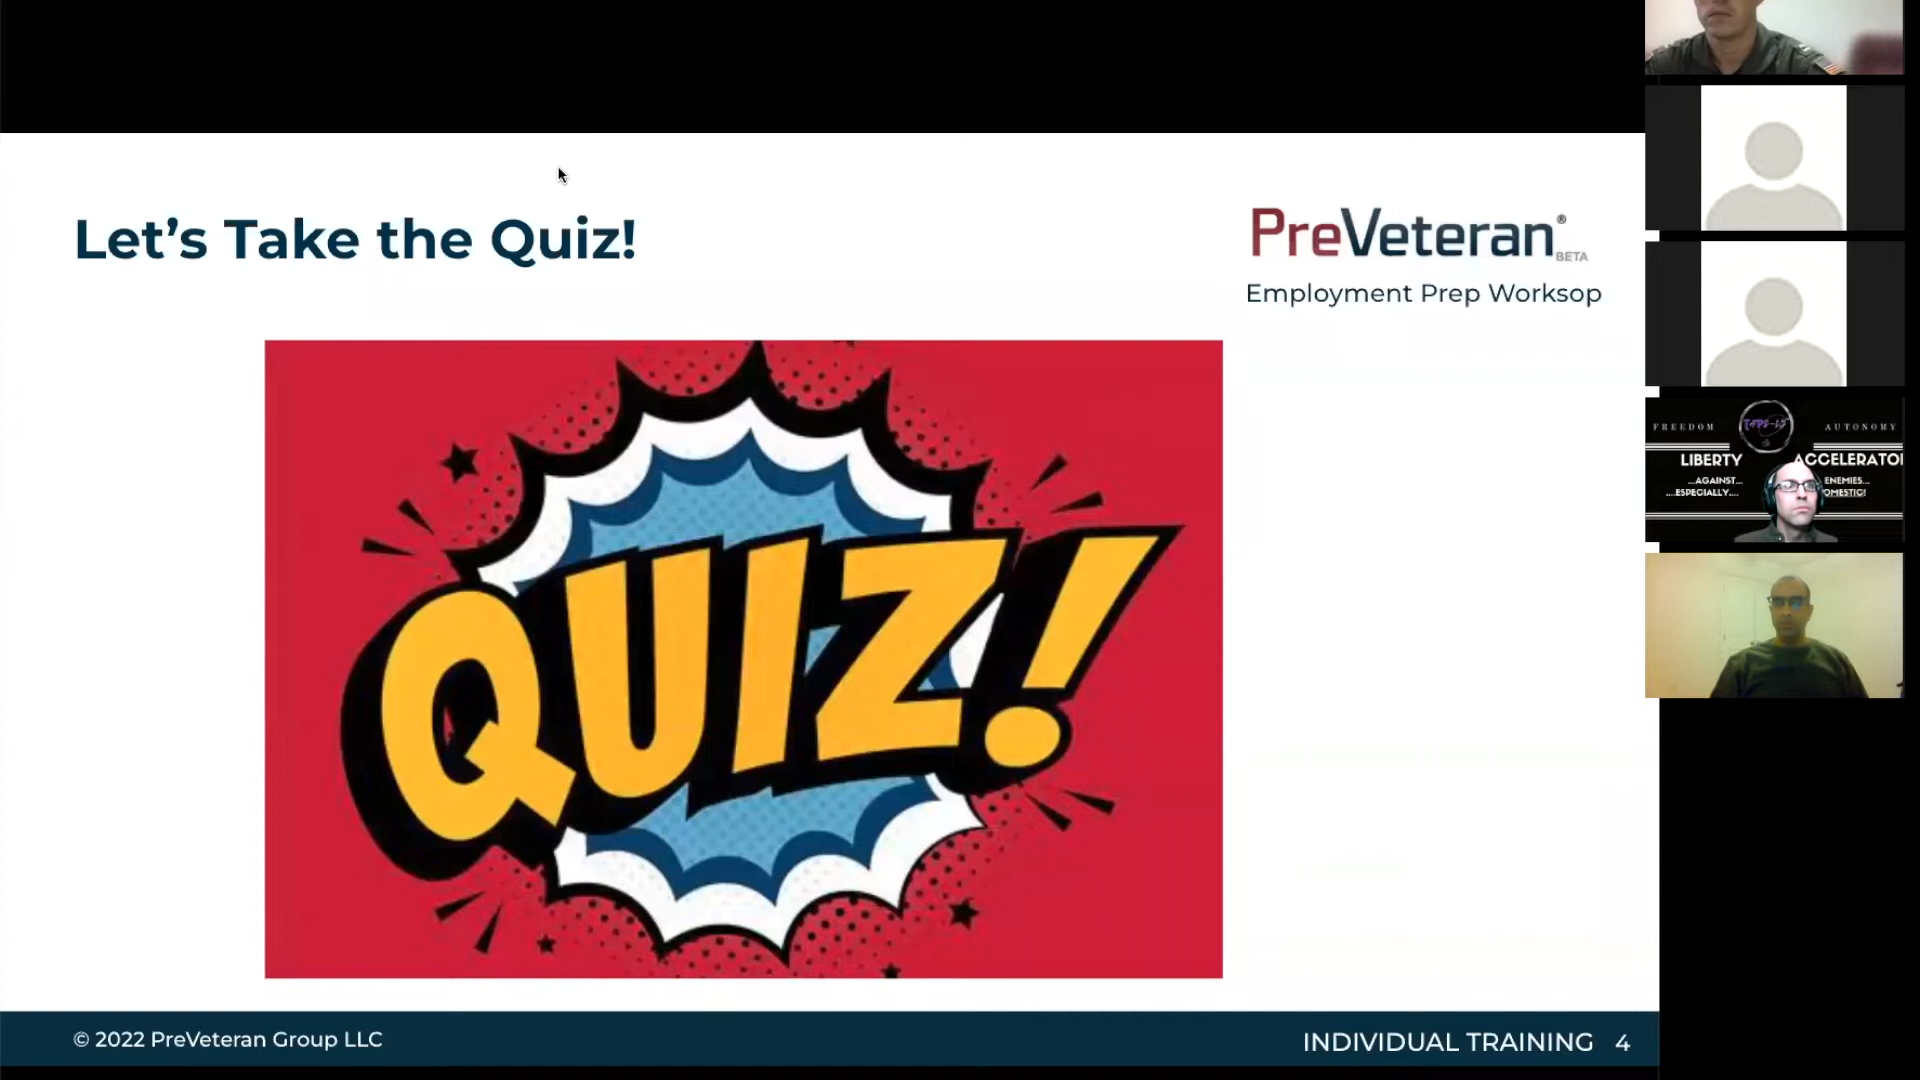 Let's Take the Quiz!
PreVeteran®
BETA
Employment Prep Worksop
QUIZ!
© 2022 PreVeteran Group LLC
INDIVIDUAL TRAINING 4
FREEDOM
AUTONOMY
LIBERTY
ACCELERATO
...AGAINST...
ENEMIES...
....ESPECIALLY....
OMESTIC!